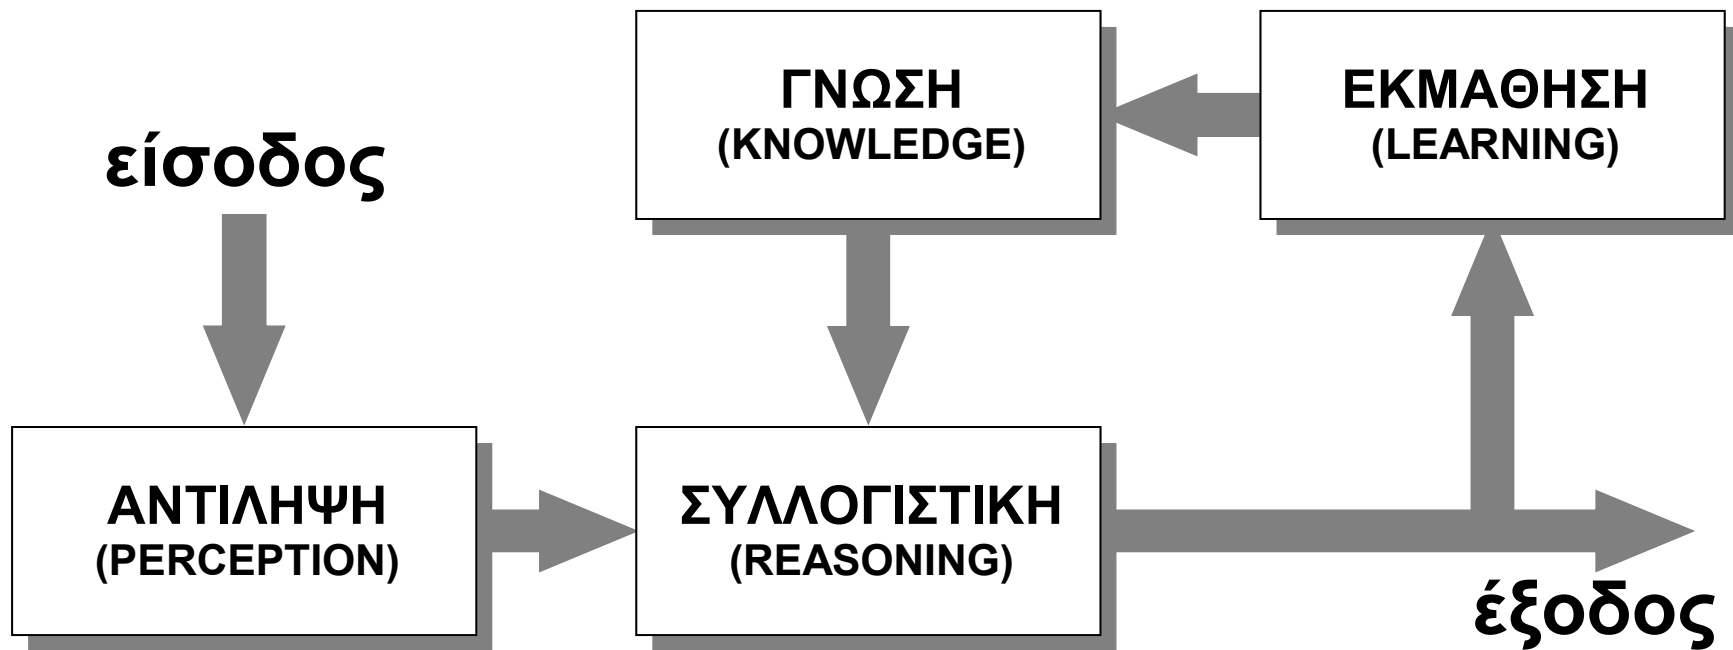 είσοδος
ΓΝΩΣΗ
(KNOWLEDGE)
ΕΚΜΑΘΗΣΗ
(LEARNING)
ΑΝΤΙΛΗΨΗ
(PERCEPTION)
ΣΥΛΛΟΓΙΣΤΙΚΗ
(REASONING)
έξοδος